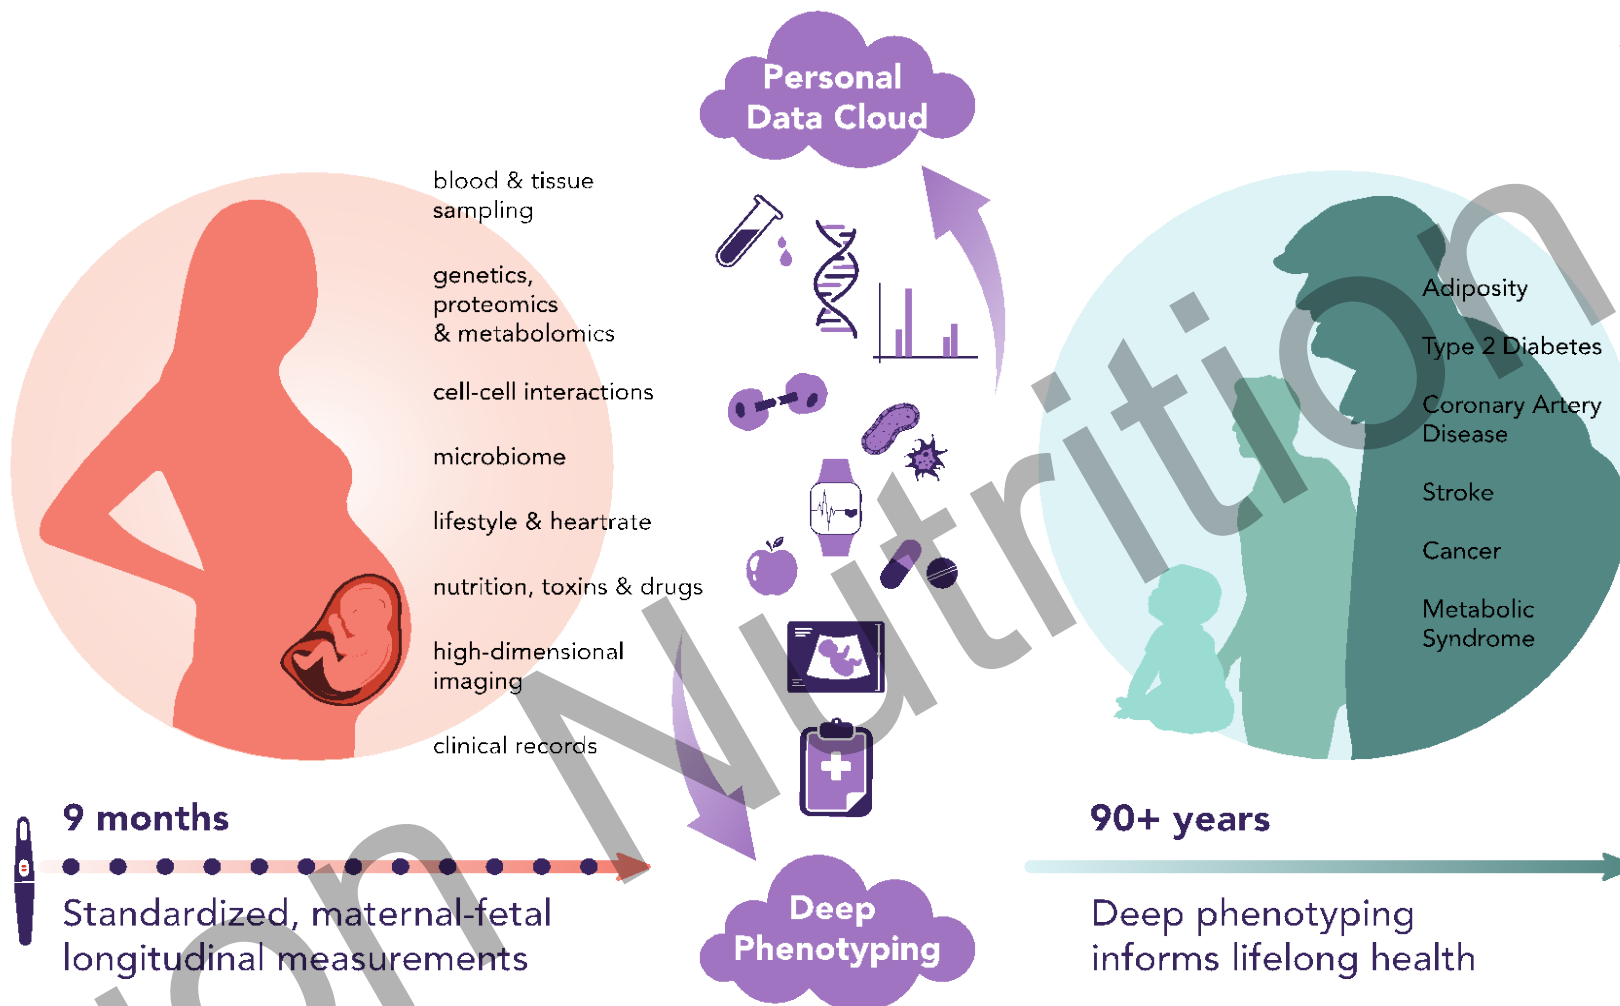 Personal
Data Cloud
blood & tissue
sampling
genetics,
proteomics
& metabolomics
cell-cell interactions
microbiome
lifestyle & heartrate
nutrition, toxins & drugs
high-dimensional
imaging
clinical records
Adiposity
Type 2 Diabetes
Coronary Artery
Disease
Stroke
Cancer
Metabolic
Syndrome
9 months
Standardized, maternal-fetal
longitudinal measurements
Deep
Phenotyping
90+ years
Deep phenotyping
informs lifelong health
on Nutrition